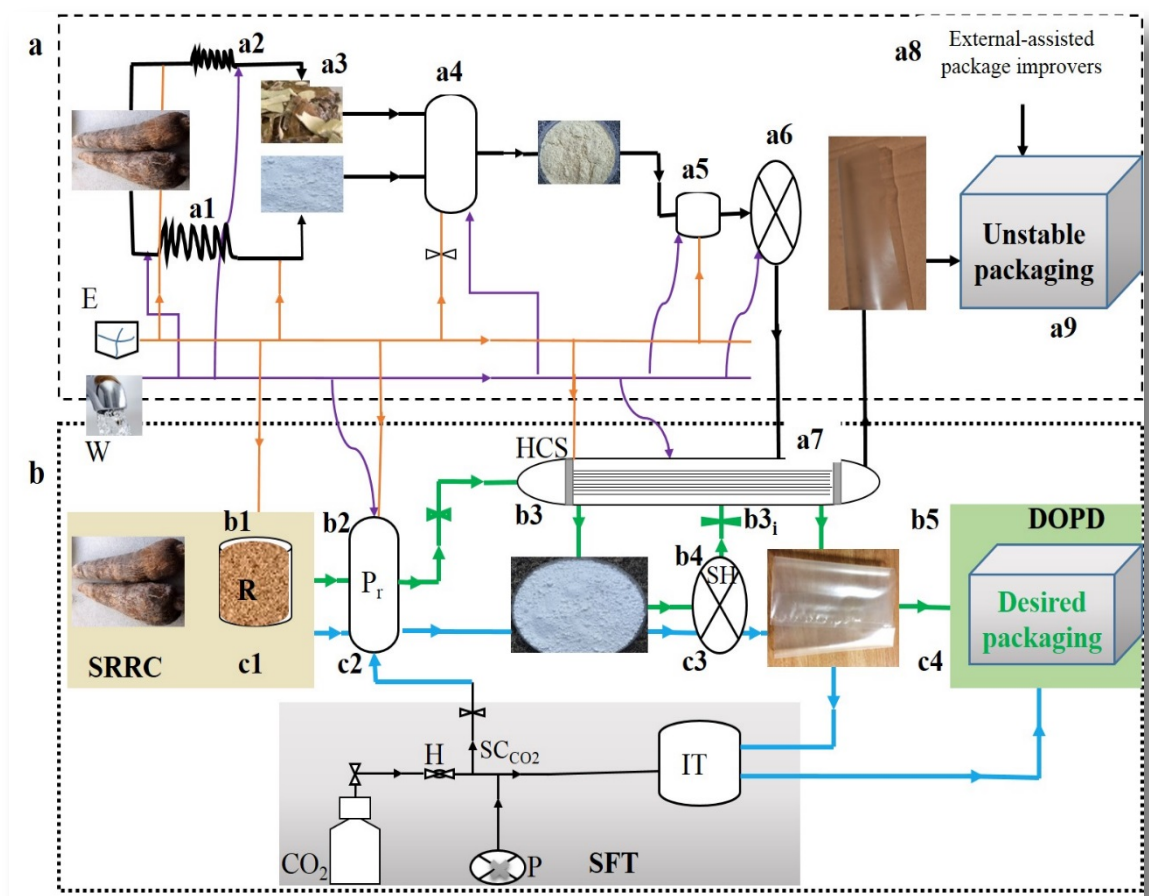 a
a2
a3
a4
a8
External-assisted
package improvers
a6
a5
a1
Unstable
packaging
a9
E
W
b
a7
HCS
b1
b2
b3
b3i
b4
b5
DOPD
R
Pr
SH
Desired
packaging
SRRC
c1
c2
c3
c4
H
SCCO2
IT
CO2
P
SFT